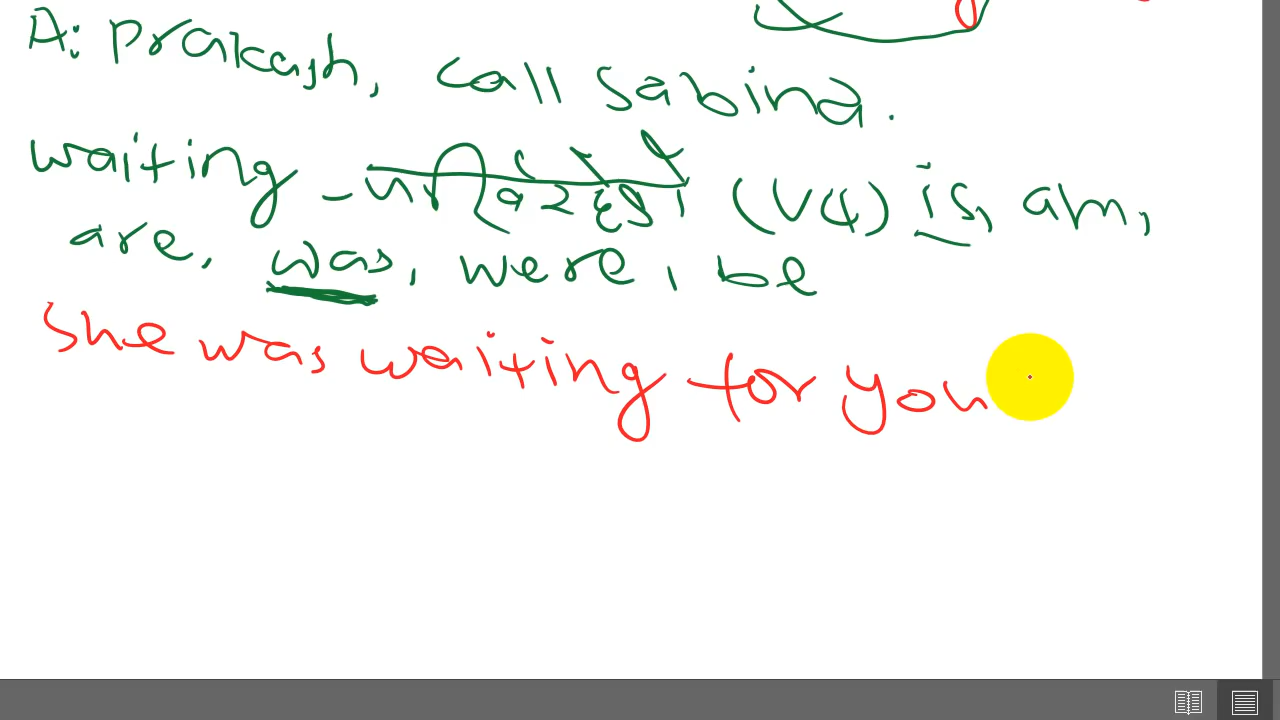 A: Prakash, call Sabina.
waiting - (V4) is, am,
are, was, were, be
She was waiting for you